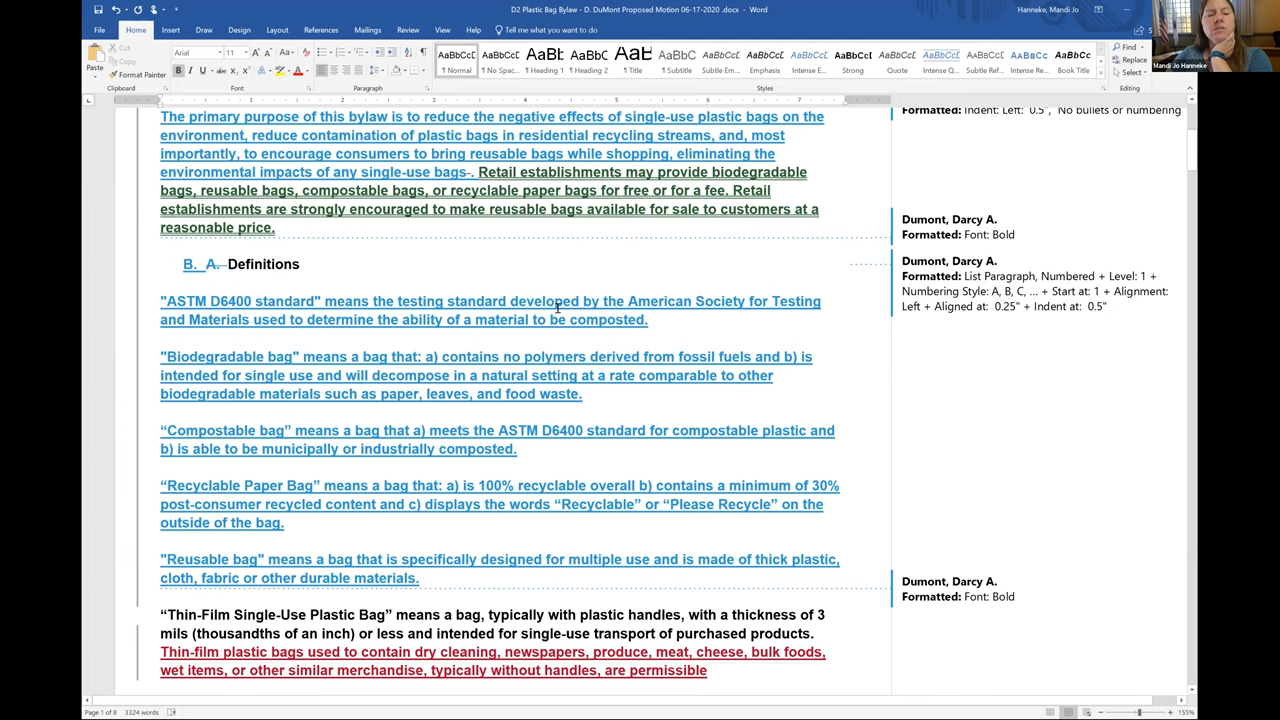 D2 Plastic Bag Bylaw - D. DuMont Proposed Motion 06-17-2020 .docx - Word
Hanneke, Mandi Jo
File Home Insert Draw Design Layout References Mailings Review View Help Tell me what you want to do
Cut
Copy
Format Painter
Paste
Arial 11
Clipboard Font Paragraph Styles Editing
¶ Normal ¶ No Spac... ¶ Heading 1 ¶ Heading 2 ¶ Title ¶ Subtitle Subtle Em... Emphasis Intense E... Strong Quote Intense Q... Subtle Ref... Intense Re... Book Title
Find
Replace
Select
Mandi Jo Hanneke
The primary purpose of this bylaw is to reduce the negative effects of single-use plastic bags on the
environment, reduce contamination of plastic bags in residential recycling streams, and, most
importantly, to encourage consumers to bring reusable bags while shopping, eliminating the
environmental impacts of any single-use bags . Retail establishments may provide biodegradable
bags, reusable bags, compostable bags, or recyclable paper bags for free or for a fee. Retail
establishments are strongly encouraged to make reusable bags available for sale to customers at a
reasonable price.
B. A. Definitions
"ASTM D6400 standard" means the testing standard developed by the American Society for Testing
and Materials used to determine the ability of a material to be composted.
"Biodegradable bag" means a bag that: a) contains no polymers derived from fossil fuels and b) is
intended for single use and will decompose in a natural setting at a rate comparable to other
biodegradable materials such as paper, leaves, and food waste.
“Compostable bag” means a bag that a) meets the ASTM D6400 standard for compostable plastic and
b) is able to be municipally or industrially composted.
“Recyclable Paper Bag” means a bag that: a) is 100% recyclable overall b) contains a minimum of 30%
post-consumer recycled content and c) displays the words “Recyclable” or “Please Recycle” on the
outside of the bag.
"Reusable bag" means a bag that is specifically designed for multiple use and is made of thick plastic,
cloth, fabric or other durable materials.
“Thin-Film Single-Use Plastic Bag” means a bag, typically with plastic handles, with a thickness of 3
mils (thousandths of an inch) or less and intended for single-use transport of purchased products.
Thin-film plastic bags used to contain dry cleaning, newspapers, produce, meat, cheese, bulk foods,
wet items, or other similar merchandise, typically without handles, are permissible
Formatted: Indent: Left: 0.5", No bullets or numbering
Dumont, Darcy A.
Formatted: Font: Bold
Dumont, Darcy A.
Formatted: List Paragraph, Numbered + Level: 1 +
Numbering Style: A, B, C, ... + Start at: 1 + Alignment:
Left + Aligned at: 0.25" + Indent at: 0.5"
Dumont, Darcy A.
Formatted: Font: Bold
Page 1 of 8 3324 words
155%